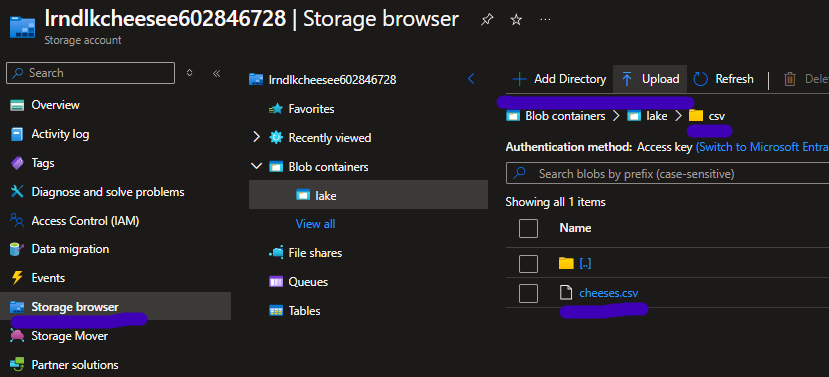 lrndlkcheesee602846728 | Storage browser
Storage account
Search
Overview
Activity log
Tags
Diagnose and solve problems
Access Control (IAM)
Data migration
Events
Storage browser
Storage Mover
Partner solutions
lrndlkcheesee602846728
Favorites
Recently viewed
Blob containers
lake
View all
File shares
Queues
Tables
Add Directory Upload Refresh Delet
Blob containers > lake > csv
Authentication method: Access key (Switch to Microsoft Entra
Search blobs by prefix (case-sensitive)
Showing all 1 items
Name
[..]
cheeses.csv